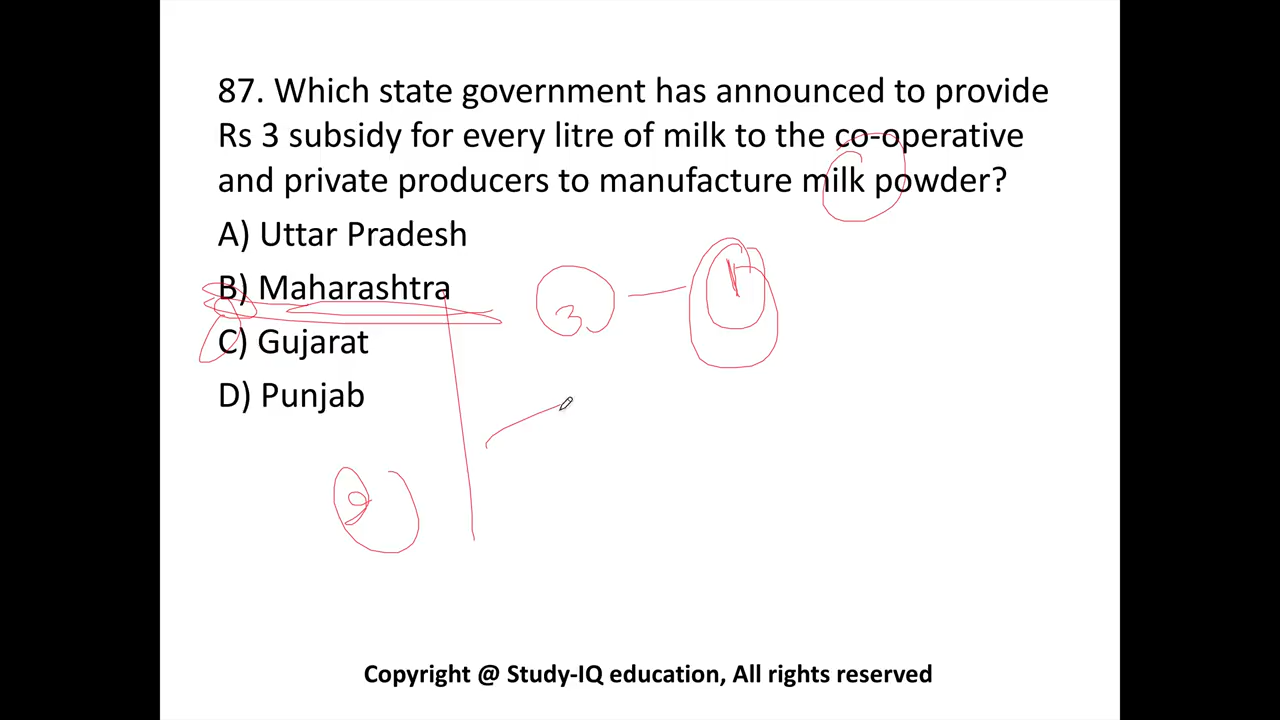 87. Which state government has announced to provide
Rs 3 subsidy for every litre of milk to the co-operative
and private producers to manufacture milk powder?
A) Uttar Pradesh
B) Maharashtra
C) Gujarat
D) Punjab
3
Copyright @ Study-IQ education, All rights reserved